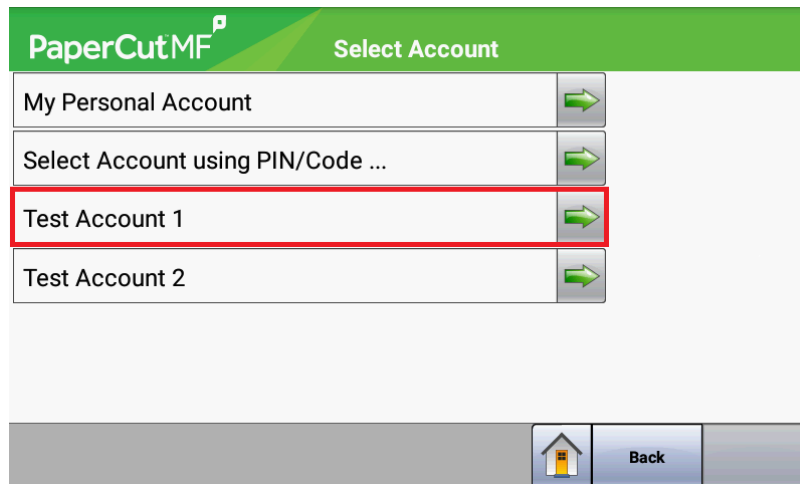 PaperCut MF
Select Account
My Personal Account
Select Account using PIN/Code ...
Test Account 1
Test Account 2
Back